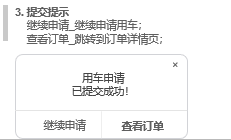 3. 提交提示
继续申请_继续申请用车；
查看订单_跳转到订单详情页；
×
用车申请
已提交成功！
继续申请 查看订单